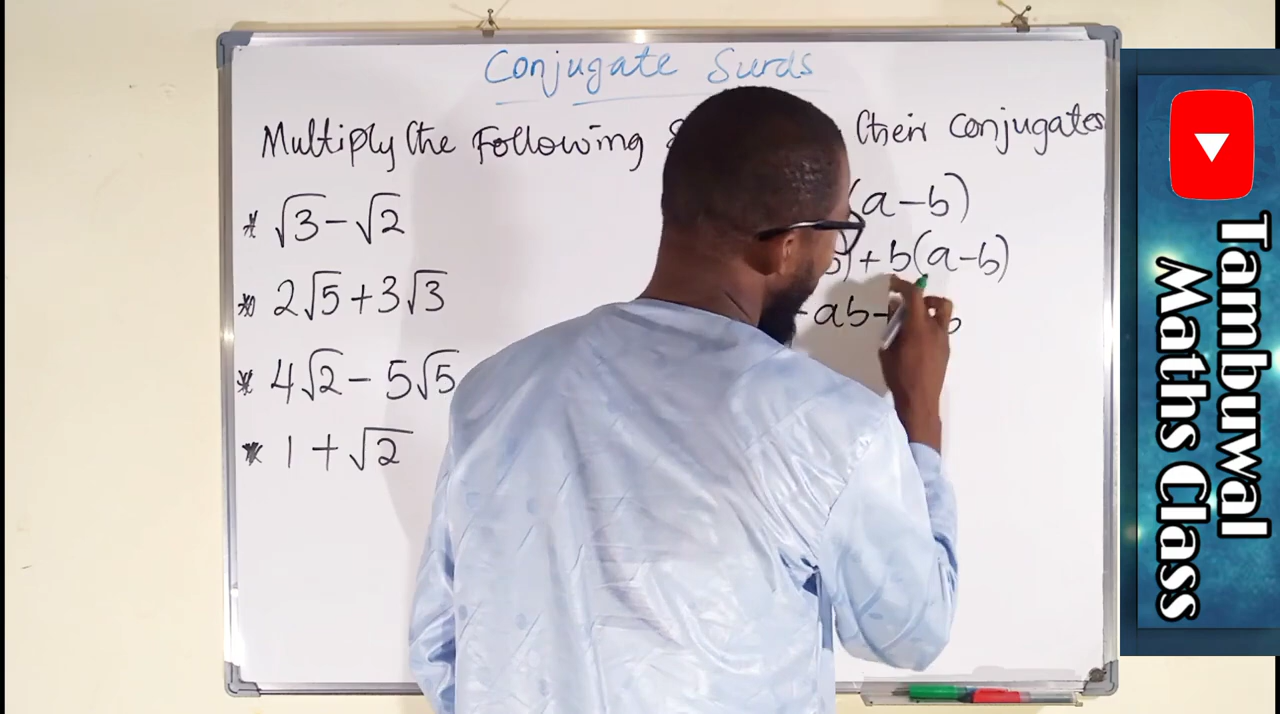 Conjugate Surds
Multiply the Following their conjugates
* √3 - √2
* 2√5 + 3√3
* 4√2 - 5√5
* 1 + √2
(a - b)
b) + b(a - b)
- ab +
Tambuwal
Maths Class